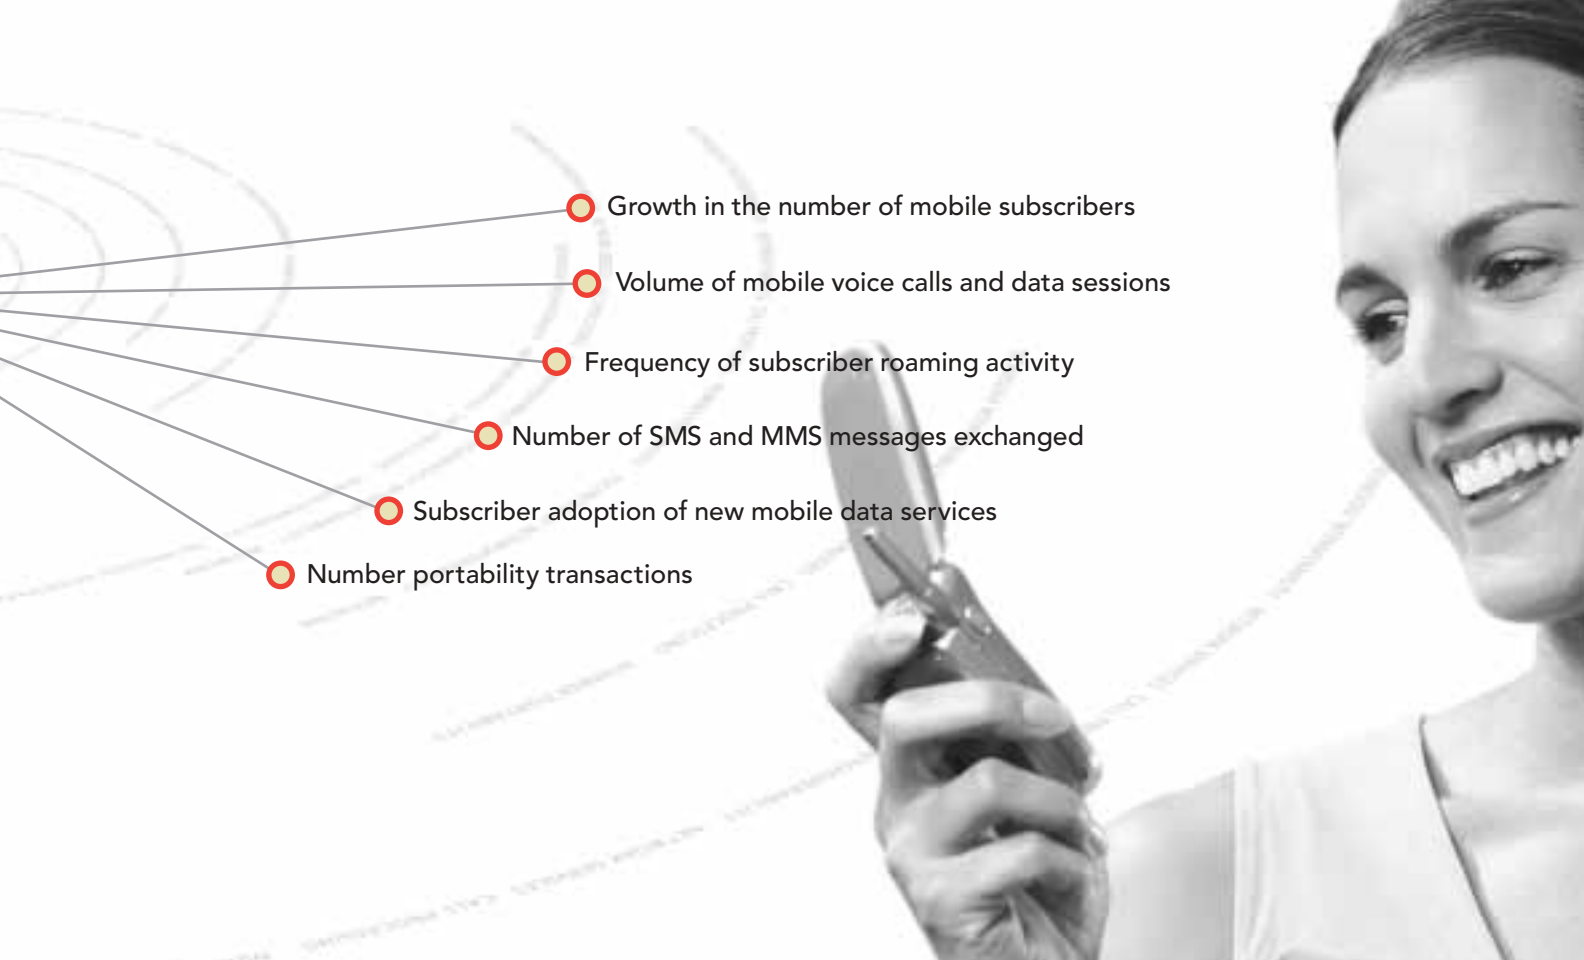 Growth in the number of mobile subscribers
Volume of mobile voice calls and data sessions
Frequency of subscriber roaming activity
Number of SMS and MMS messages exchanged
Subscriber adoption of new mobile data services
Number portability transactions